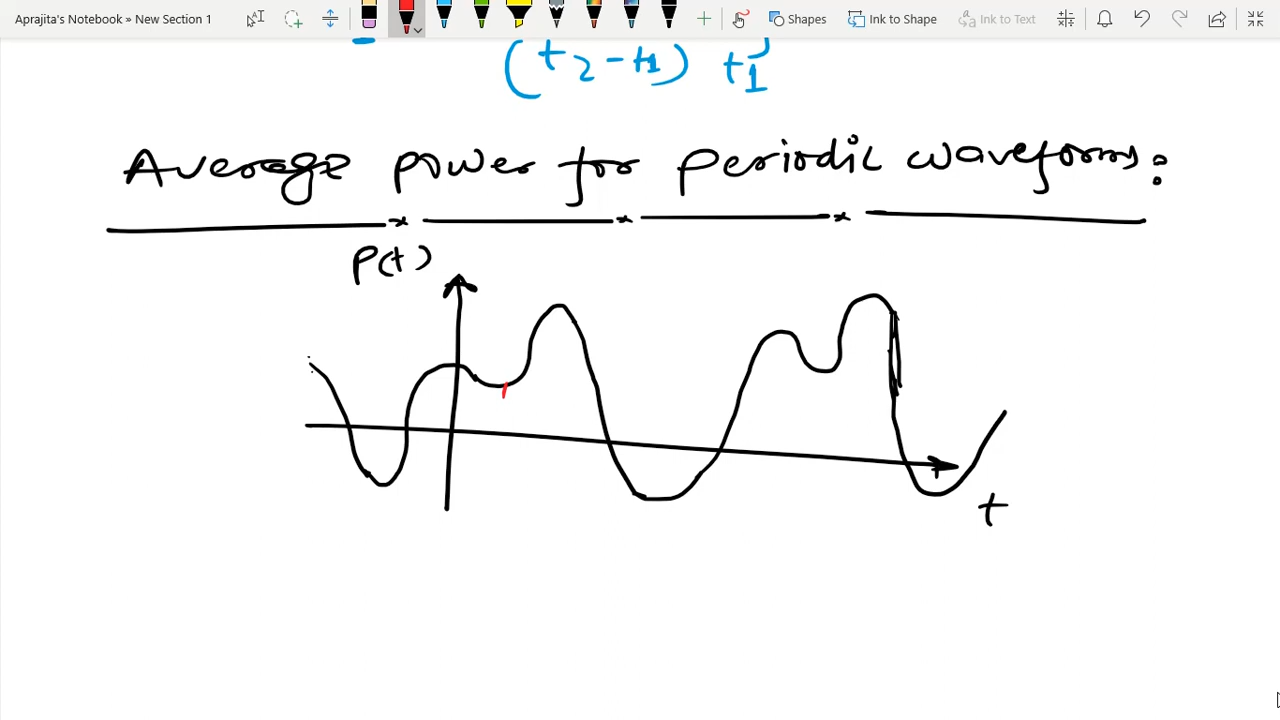 Aprajita's Notebook » New Section 1
Shapes
Ink to Shape
Ink to Text
(t2-t1) t1
Average power for periodic waveforms:
P(t)
t